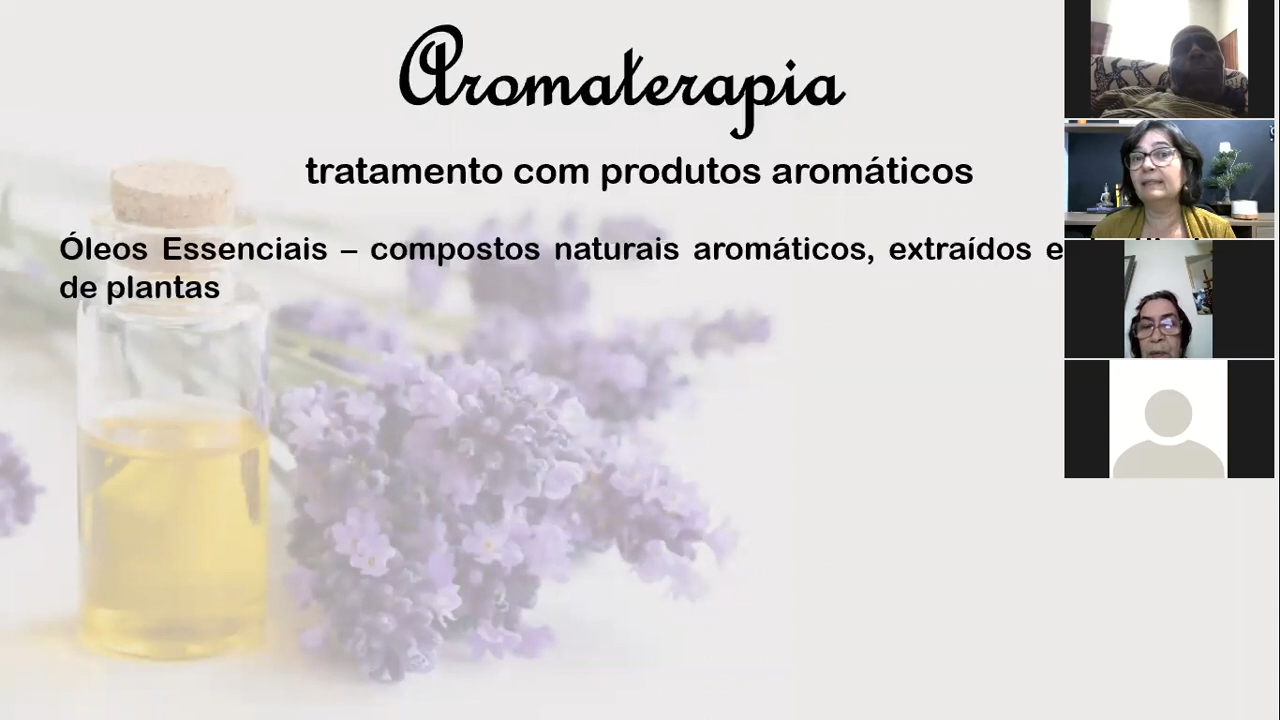 Aromaterapia
tratamento com produtos aromáticos
Óleos Essenciais – compostos naturais aromáticos, extraídos e
de plantas